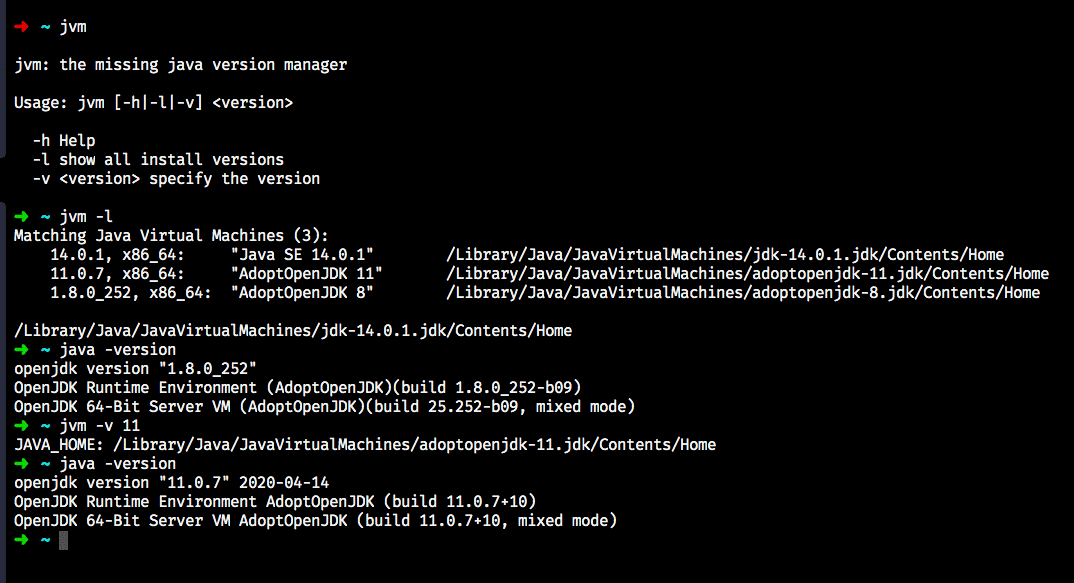 ➜ ~ jvm
jvm: the missing java version manager
Usage: jvm [-h|-l|-v] <version>
-h Help
-l show all install versions
-v <version> specify the version
➜ ~ jvm -l
Matching Java Virtual Machines (3):
14.0.1, x86_64: "Java SE 14.0.1" /Library/Java/JavaVirtualMachines/jdk-14.0.1.jdk/Contents/Home
11.0.7, x86_64: "AdoptOpenJDK 11" /Library/Java/JavaVirtualMachines/adoptopenjdk-11.jdk/Contents/Home
1.8.0_252, x86_64: "AdoptOpenJDK 8" /Library/Java/JavaVirtualMachines/adoptopenjdk-8.jdk/Contents/Home
/Library/Java/JavaVirtualMachines/jdk-14.0.1.jdk/Contents/Home
➜ ~ java -version
openjdk version "1.8.0_252"
OpenJDK Runtime Environment (AdoptOpenJDK)(build 1.8.0_252-b09)
OpenJDK 64-Bit Server VM (AdoptOpenJDK)(build 25.252-b09, mixed mode)
➜ ~ jvm -v 11
JAVA_HOME: /Library/Java/JavaVirtualMachines/adoptopenjdk-11.jdk/Contents/Home
➜ ~ java -version
openjdk version "11.0.7" 2020-04-14
OpenJDK Runtime Environment AdoptOpenJDK (build 11.0.7+10)
OpenJDK 64-Bit Server VM AdoptOpenJDK (build 11.0.7+10, mixed mode)
➜ ~